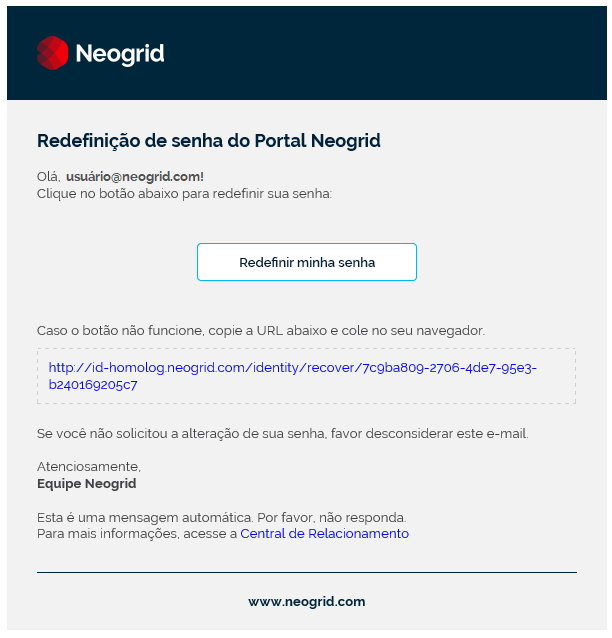 Neogrid
Redefinição de senha do Portal Neogrid
Olá, usuário@neogrid.com!
Clique no botão abaixo para redefinir sua senha:
Redefinir minha senha
Caso o botão não funcione, copie a URL abaixo e cole no seu navegador.
http://id-homolog.neogrid.com/identity/recover/7c9ba809-2706-4de7-95e3-
b240169205c7
Se você não solicitou a alteração de sua senha, favor desconsiderar este e-mail.
Atenciosamente,
Equipe Neogrid
Esta é uma mensagem automática. Por favor, não responda.
Para mais informações, acesse a Central de Relacionamento
www.neogrid.com